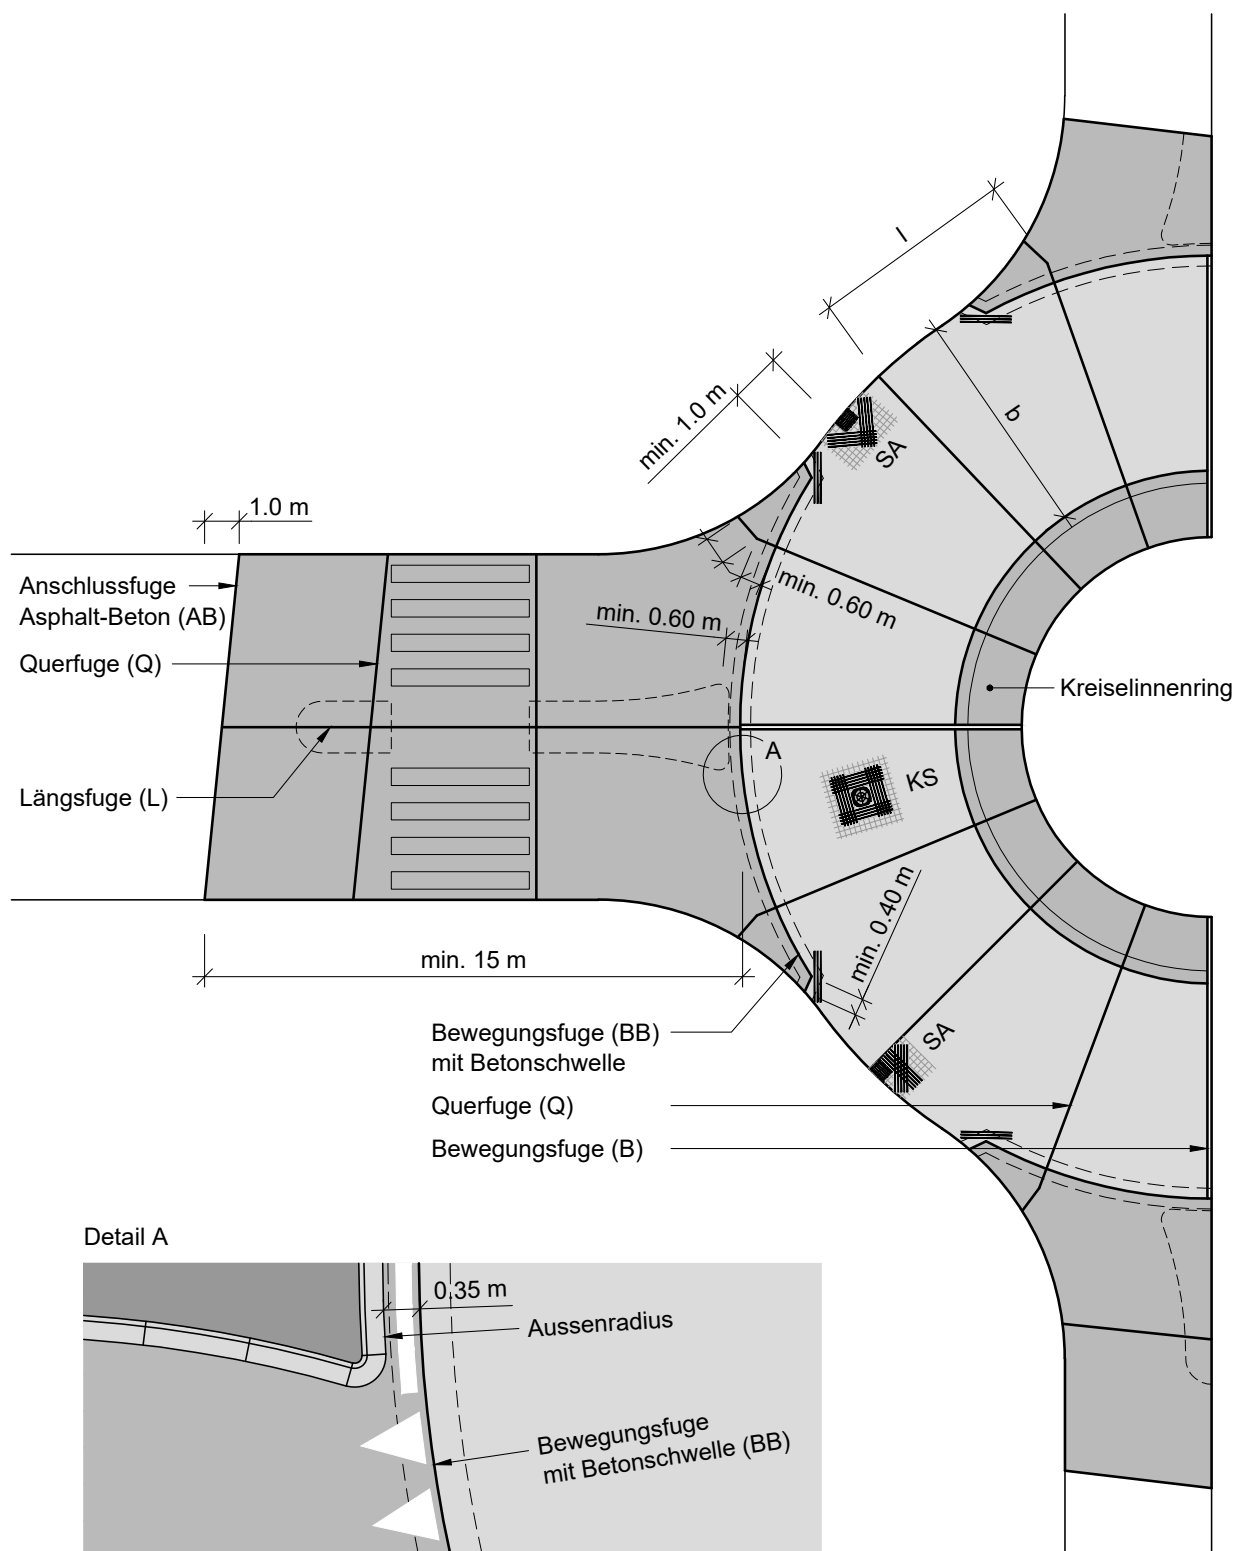 l
min. 1.0 m
b
SA
1.0 m
Anschlussfuge
Asphalt-Beton (AB)
min. 0.60 m
min. 0.60 m
Querfuge (Q)
Kreiselinnenring
A
KS
Längsfuge (L)
min. 0.40 m
min. 15 m
Bewegungsfuge (BB)
mit Betonschwelle
SA
Querfuge (Q)
Bewegungsfuge (B)
Detail A
0.35 m
Aussenradius
Bewegungsfuge
mit Betonschwelle (BB)